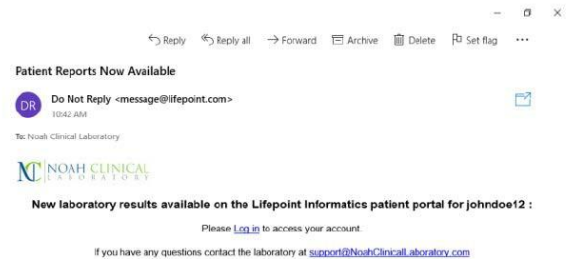 Reply Reply all Forward Archive Delete Set flag ...
Patient Reports Now Available
DR
Do Not Reply <message@lifepoint.com>
10:42 AM
To: Noah Clinical Laboratory
NC NOAH CLINICAL
LABORATORY
New laboratory results available on the Lifepoint Informatics patient portal for johndoe12 :
Please Log in to access your account.
If you have any questions contact the laboratory at support@NoahClinicalLaboratory.com